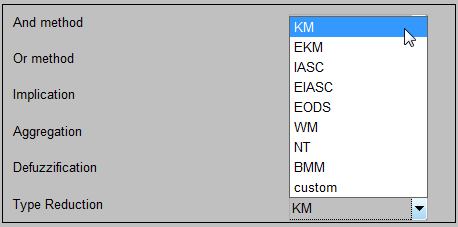 And method
Or method
Implication
Aggregation
Defuzzification
Type Reduction
KM
EKM
IASC
EIASC
EODS
WM
NT
BMM
custom
KM